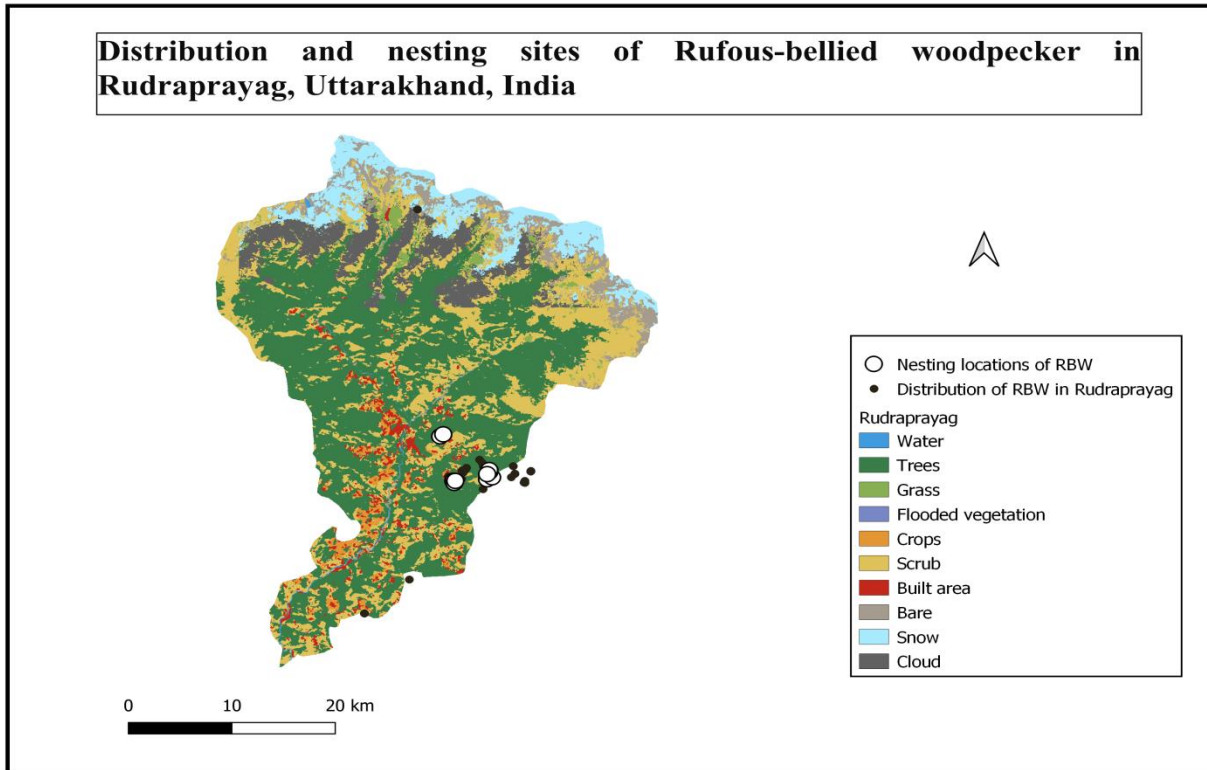 Distribution and nesting sites of Rufous-bellied woodpecker in
Rudraprayag, Uttarakhand, India
Nesting locations of RBW
Distribution of RBW in Rudraprayag
Rudraprayag
Water
Trees
Grass
Flooded vegetation
Crops
Scrub
Built area
Bare
Snow
Cloud
0 10 20 km